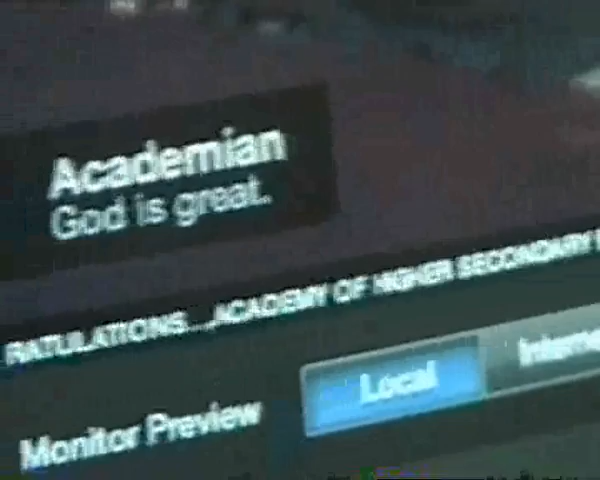 Academian
God is great.
RATULATIONS...ACADEMY OF HIGHER SECONDARY
Local
Monitor Preview